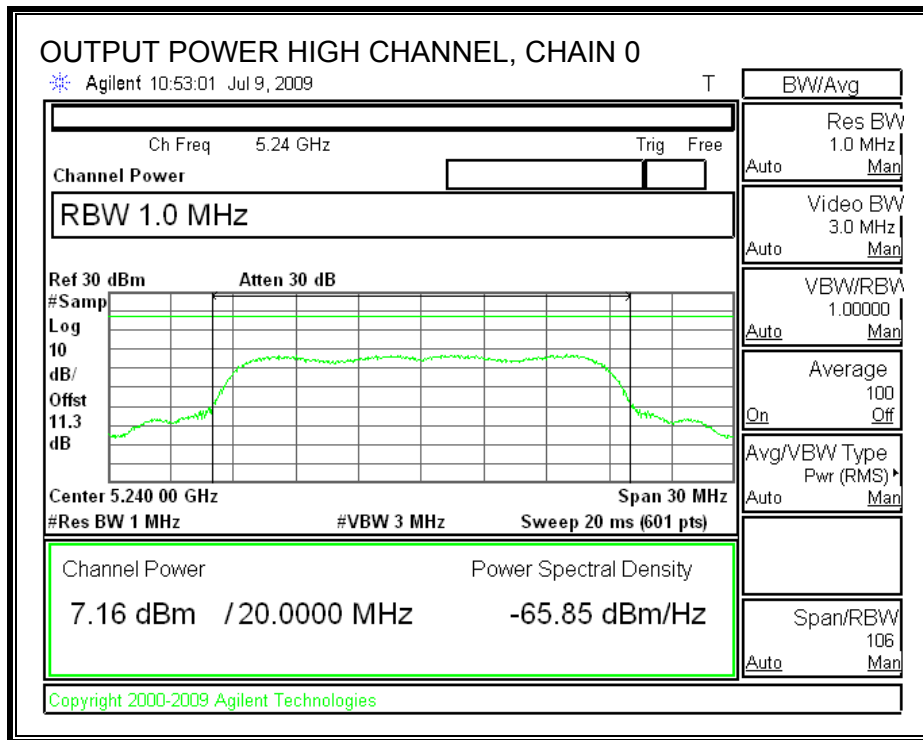 OUTPUT POWER HIGH CHANNEL, CHAIN 0
Agilent 10:53:01 Jul 9, 2009 T
Ch Freq 5.24 GHz Trig Free
Channel Power
RBW 1.0 MHz
Ref 30 dBm Atten 30 dB
#Samp
Log
10
dB/
Offst
11.3
dB
Center 5.240 00 GHz Span 30 MHz
#Res BW 1 MHz #VBW 3 MHz Sweep 20 ms (601 pts)
Channel Power Power Spectral Density
7.16 dBm / 20.0000 MHz -65.85 dBm/Hz
Copyright 2000-2009 Agilent Technologies
BW/Avg
Res BW
1.0 MHz
Auto Man
Video BW
3.0 MHz
Auto Man
VBW/RBW
1.00000
Auto Man
Average
100
On Off
Avg/VBW Type
Pwr (RMS)
Auto Man
Span/RBW
106
Auto Man